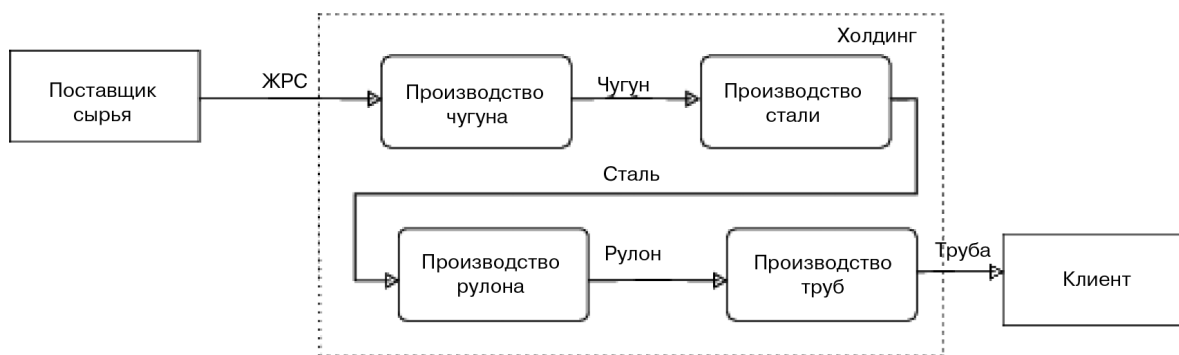 Холдинг
Поставщик
сырья
ЖРС
Производство
чугуна
Чугун
Производство
стали
Сталь
Производство
рулона
Рулон
Производство
труб
Труба
Клиент